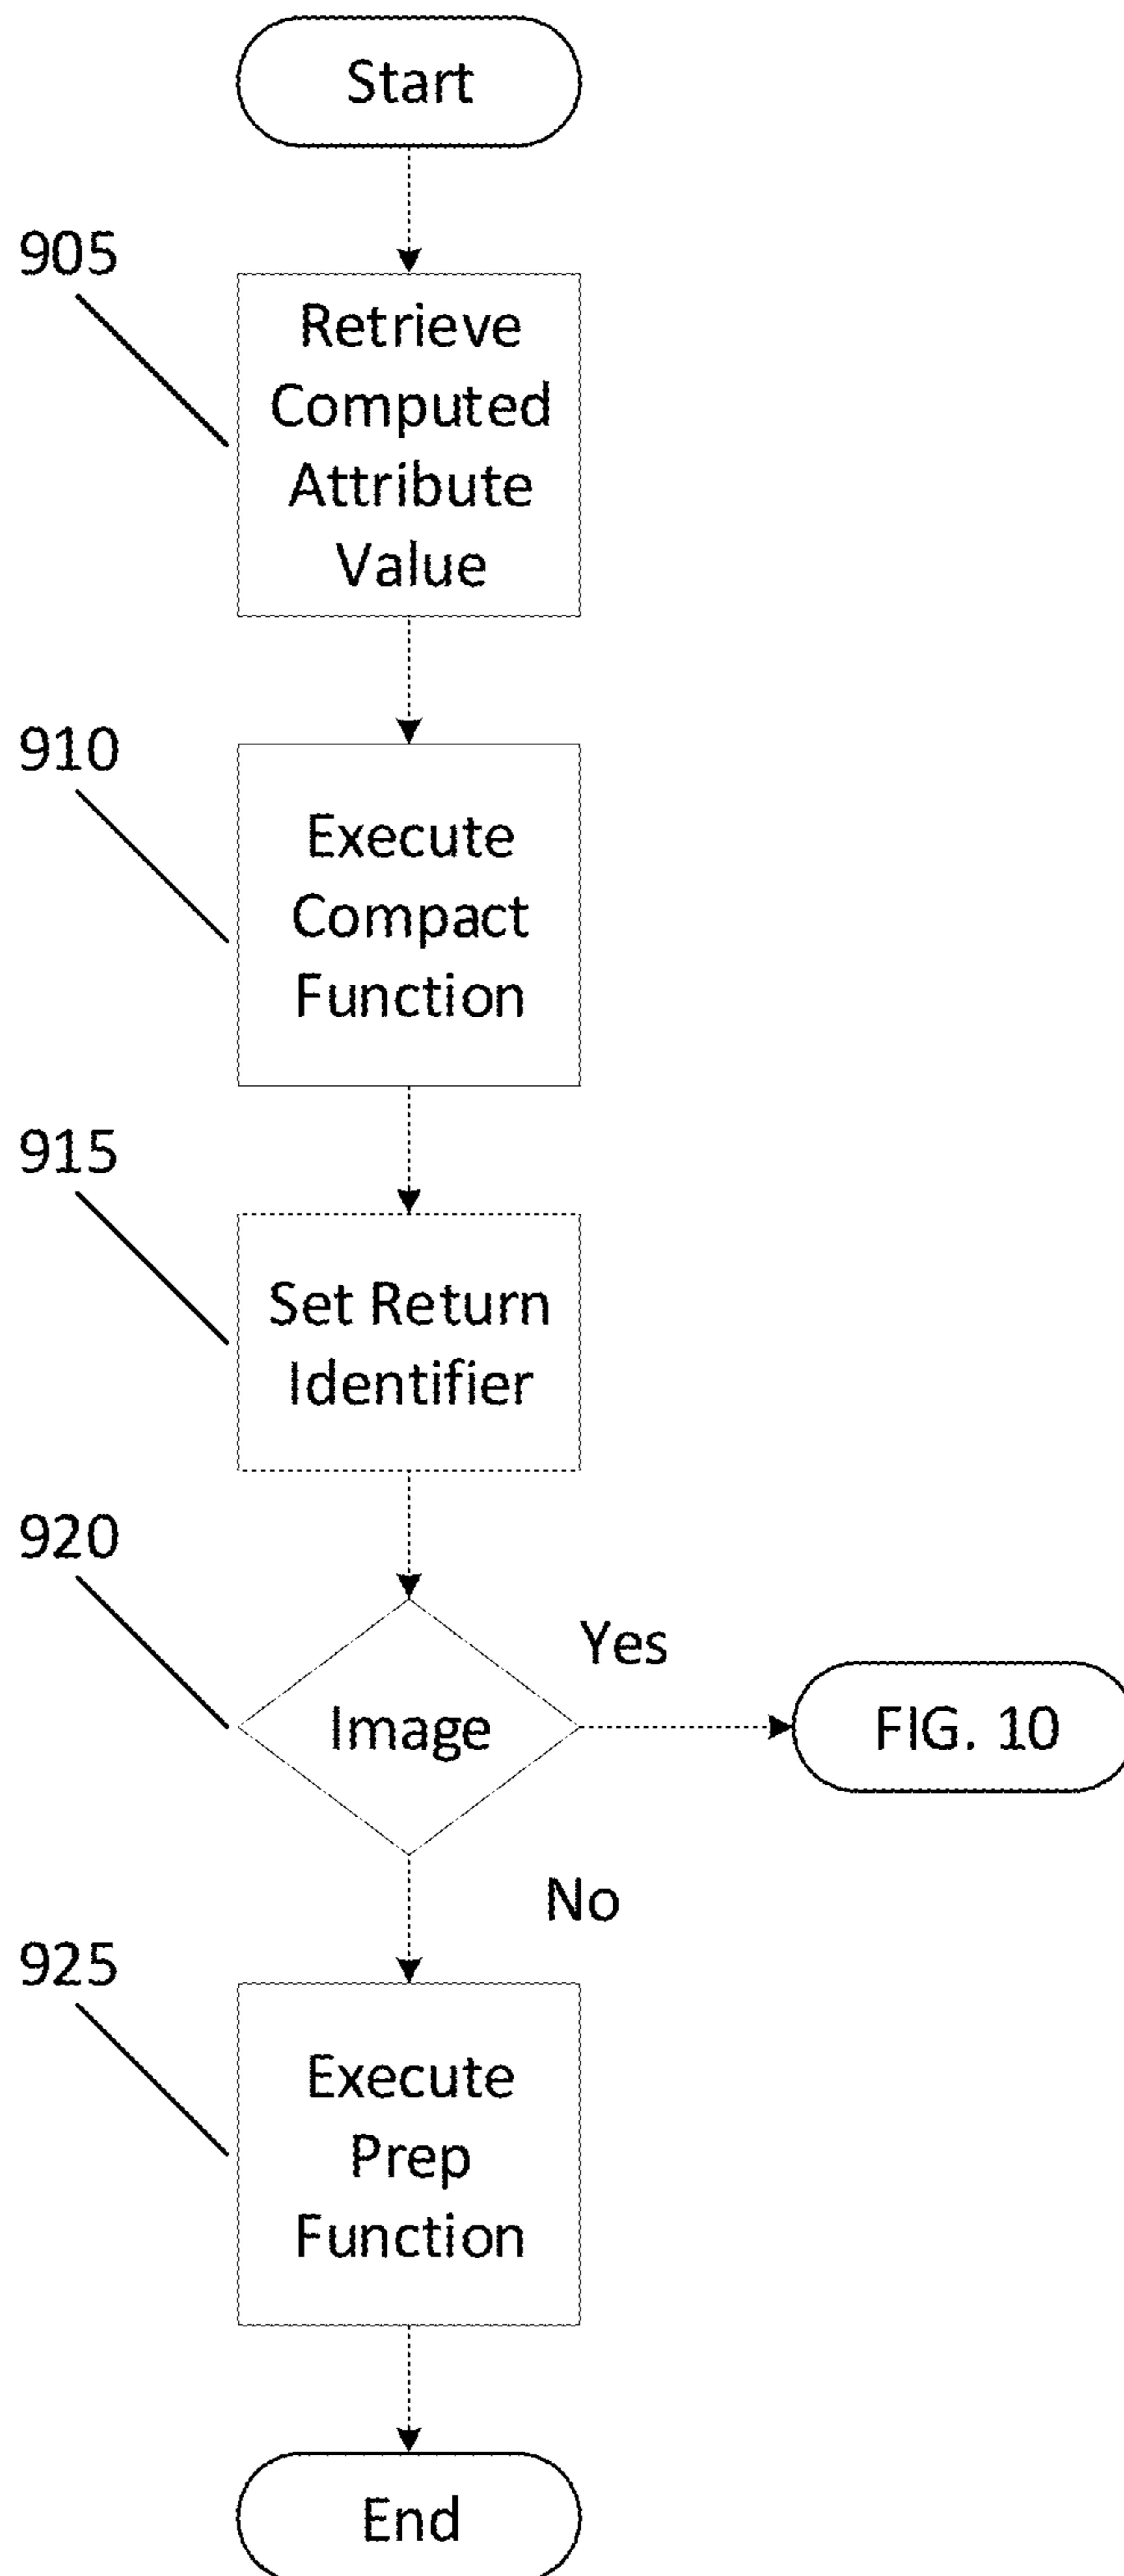 Start
905
Retrieve
Computed
Attribute
Value
910
Execute
Compact
Function
915
Set Return
Identifier
920
Yes
Image
FIG. 10
No
925
Execute
Prep
Function
End